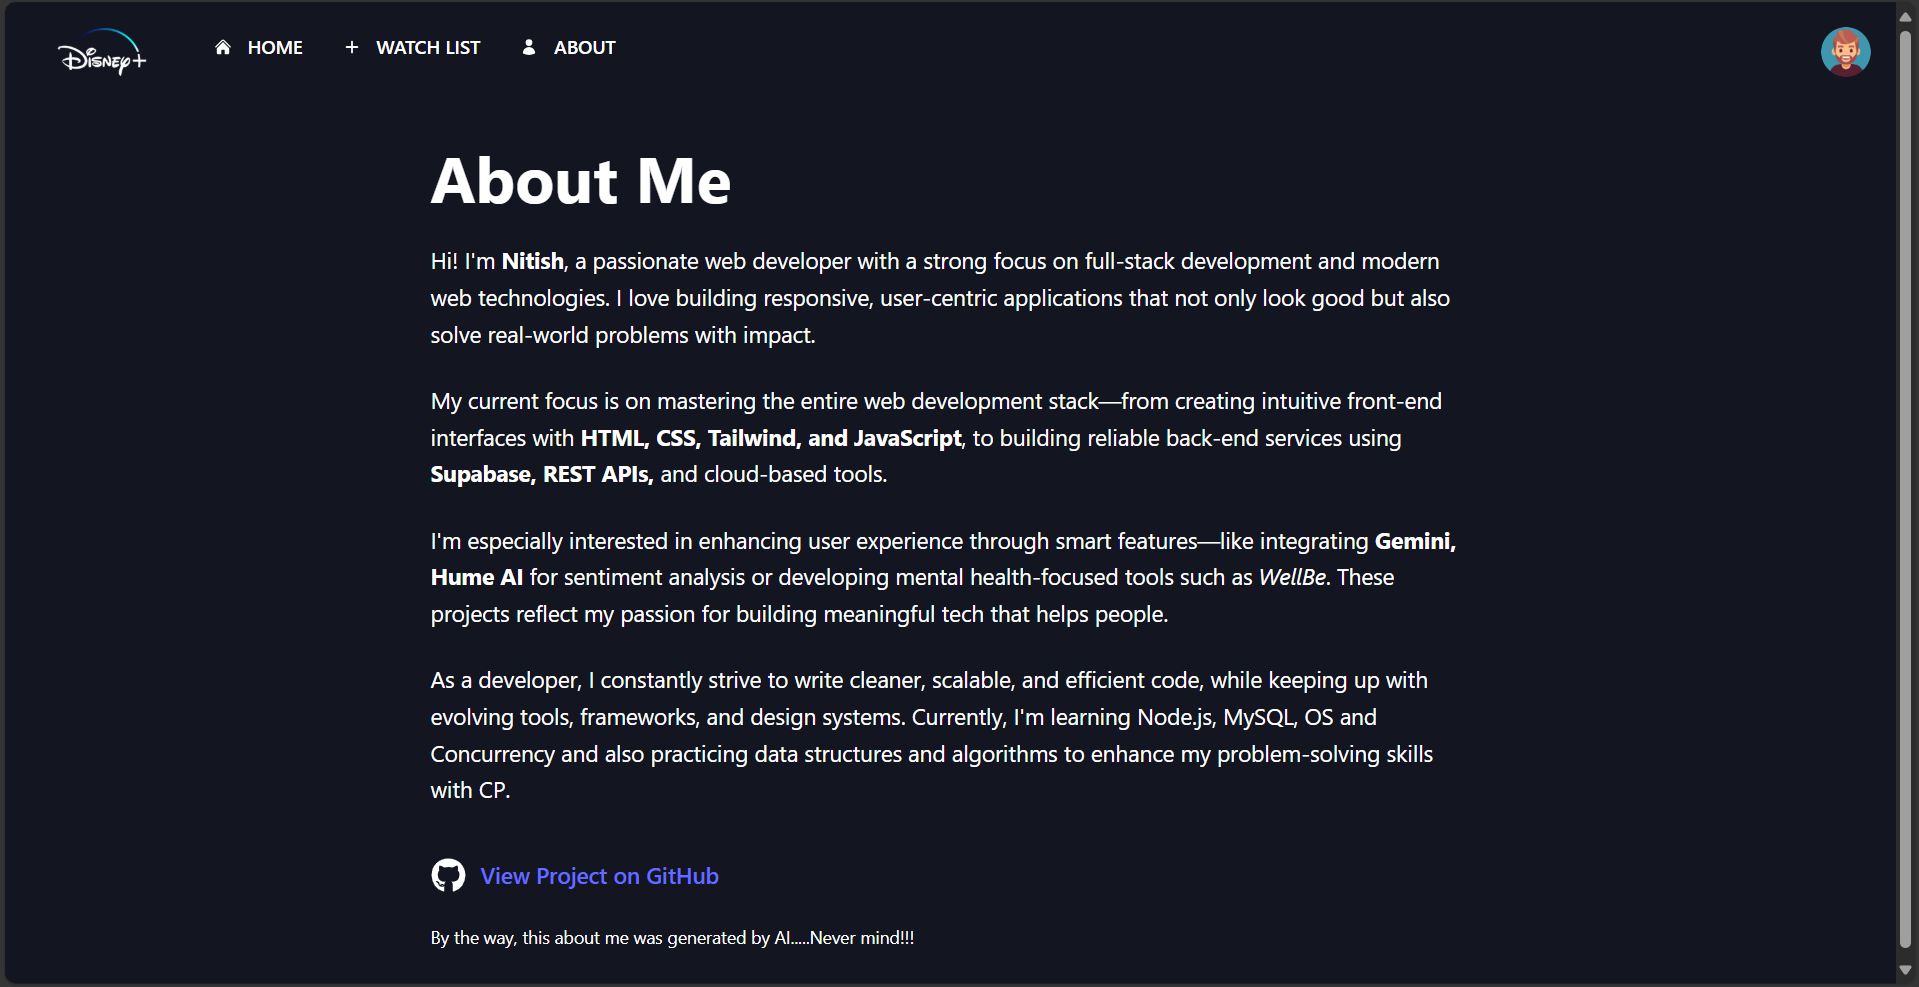 Disney+
HOME
WATCH LIST
ABOUT
About Me
Hi! I'm Nitish, a passionate web developer with a strong focus on full-stack development and modern
web technologies. I love building responsive, user-centric applications that not only look good but also
solve real-world problems with impact.
My current focus is on mastering the entire web development stack—from creating intuitive front-end
interfaces with HTML, CSS, Tailwind, and JavaScript, to building reliable back-end services using
Supabase, REST APIs, and cloud-based tools.
I'm especially interested in enhancing user experience through smart features—like integrating Gemini,
Hume AI for sentiment analysis or developing mental health-focused tools such as WellBe. These
projects reflect my passion for building meaningful tech that helps people.
As a developer, I constantly strive to write cleaner, scalable, and efficient code, while keeping up with
evolving tools, frameworks, and design systems. Currently, I'm learning Node.js, MySQL, OS and
Concurrency and also practicing data structures and algorithms to enhance my problem-solving skills
with CP.
View Project on GitHub
By the way, this about me was generated by AI.....Never mind!!!